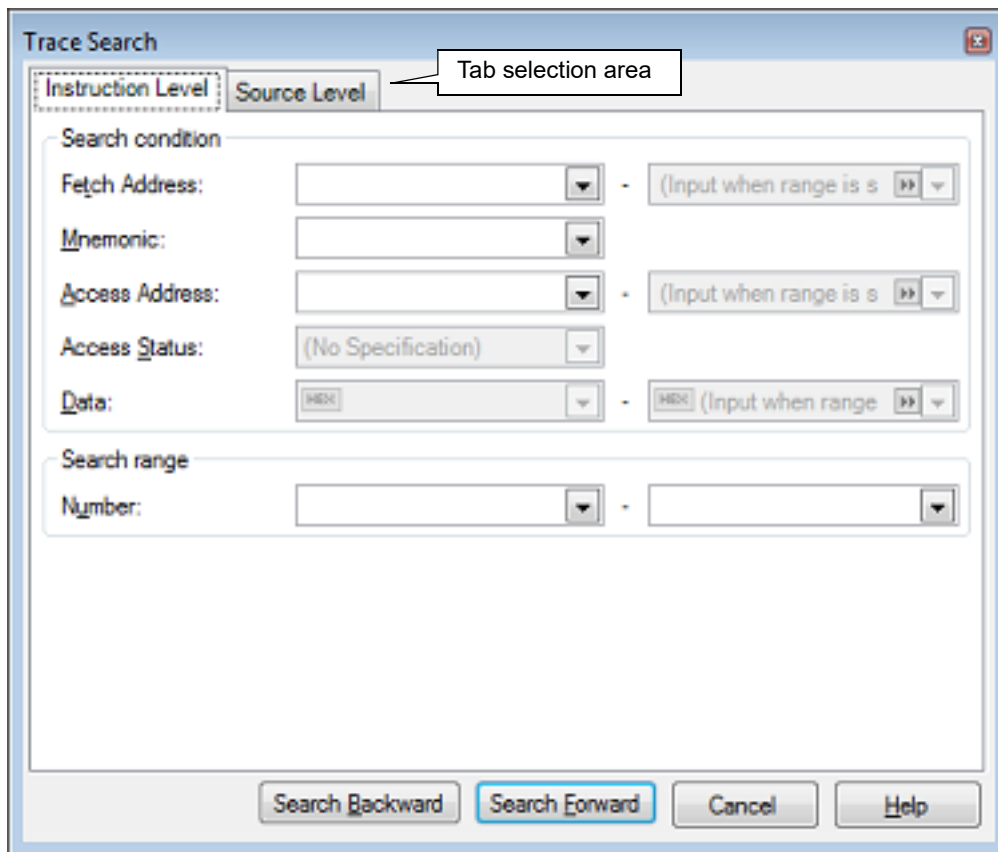 Trace Search
Tab selection area
Instruction Level Source Level
Search condition
Fetch Address: - (Input when range is s
Mnemonic:
Access Address: - (Input when range is s
Access Status: (No Specification)
Data: HEX - HEX (Input when range
Search range
Number: -
Search Backward Search Forward Cancel Help